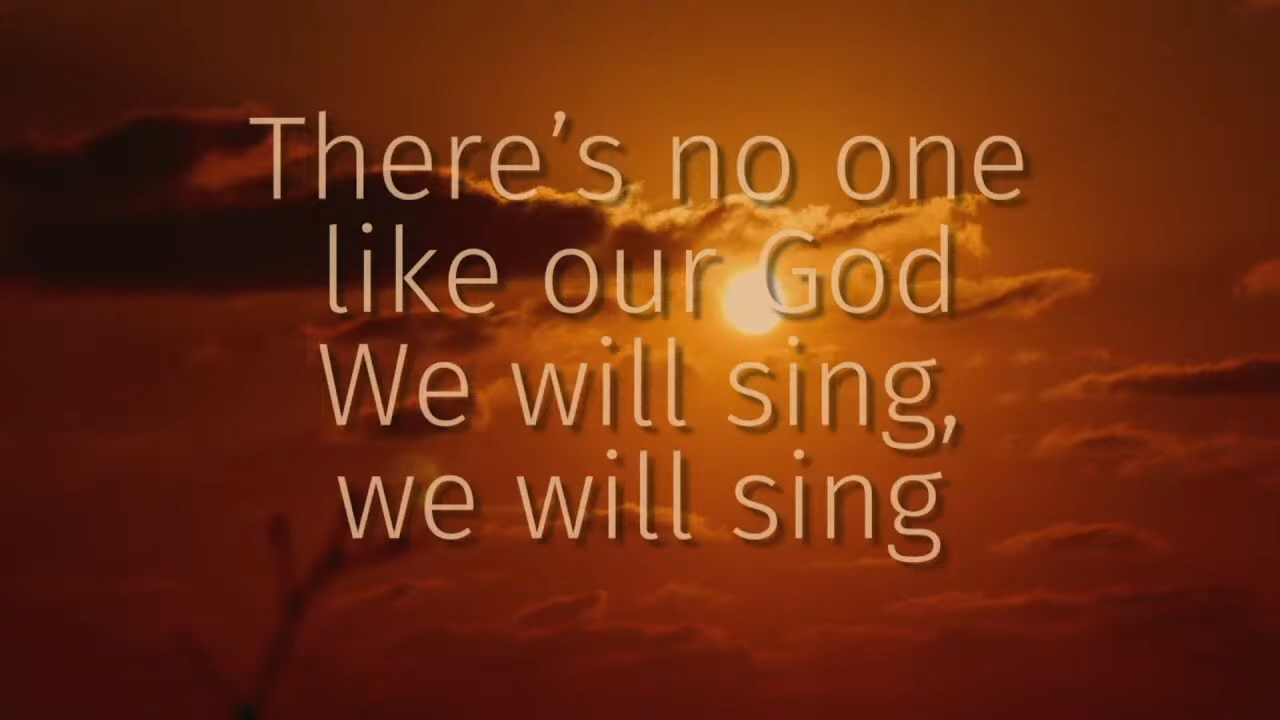 There’s no one
like our God
We will sing,
we will sing